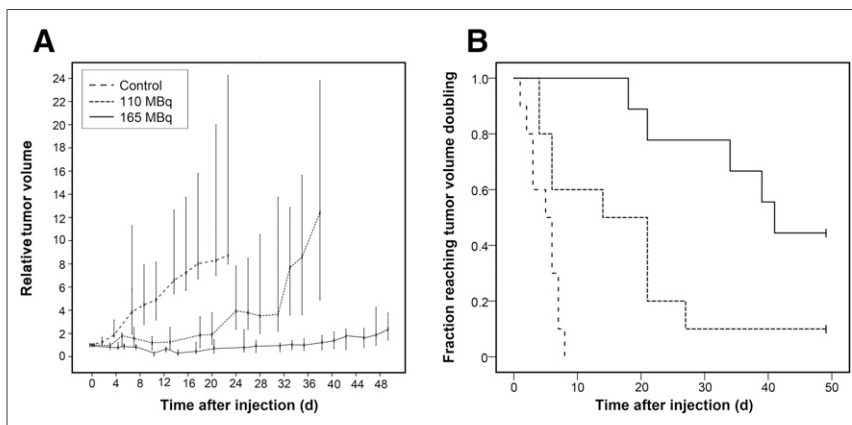 A
Control
110 MBq
165 MBq
Relative tumor volume
24
22
20
18
16
14
12
10
8
6
4
2
0
0 4 8 12 16 20 24 28 32 36 40 44 48
Time after injection (d)
B
Fraction reaching tumor volume doubling
1.0
0.8
0.6
0.4
0.2
0
0 10 20 30 40 50
Time after injection (d)